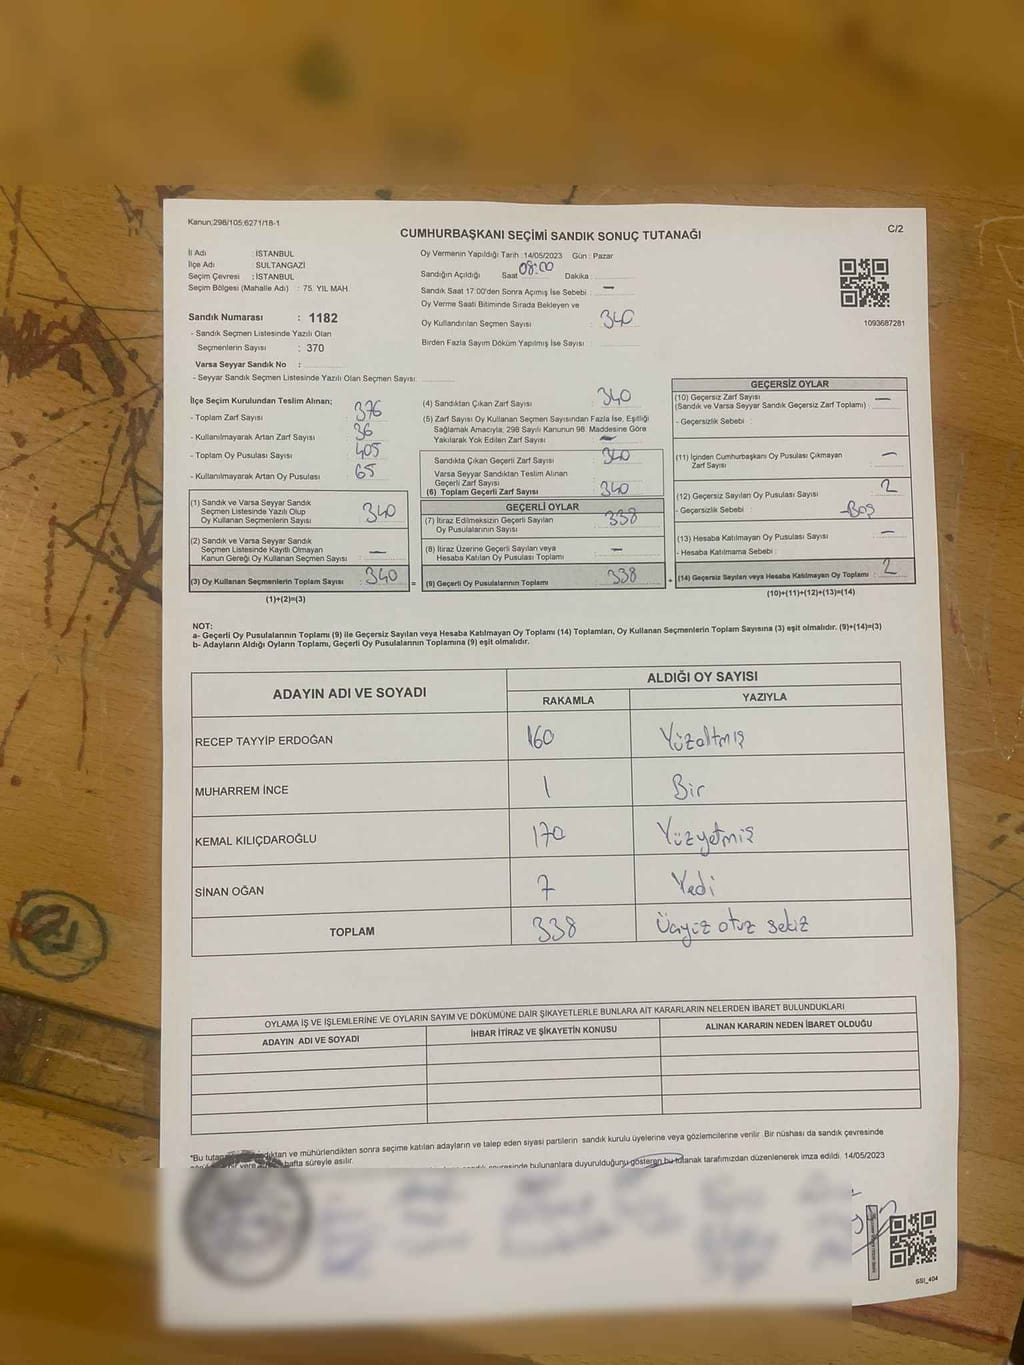 Kanun;298/105;6271/18-1
C/2
CUMHURBAŞKANI SEÇİMİ SANDIK SONUÇ TUTANAĞI
İl Adı : İSTANBUL
İlçe Adı : SULTANGAZİ
Seçim Çevresi : İSTANBUL
Seçim Bölgesi (Mahalle Adı) : 75. YIL MAH.
Sandık Numarası : 1182
- Sandık Seçmen Listesinde Yazılı Olan
Seçmenlerin Sayısı : 370
Varsa Seyyar Sandık No :
- Seyyar Sandık Seçmen Listesinde Yazılı Olan Seçmen Sayısı:
Oy Vermenin Yapıldığı Tarih :14/05/2023 Gün : Pazar
Sandığın Açıldığı Saat 08:00 Dakika :
Sandık Saat 17:00'den Sonra Açımış İse Sebebi : —
Oy Verme Saati Bitiminde Sırada Bekleyen ve
Oy Kullandırılan Seçmen Sayısı : 340
Birden Fazla Sayım Döküm Yapılmış İse Sayısı :
1093687281
İlçe Seçim Kurulundan Teslim Alınan;
- Toplam Zarf Sayısı : 376
- Kullanılmayarak Artan Zarf Sayısı : 36
- Toplam Oy Pusulası Sayısı : 405
- Kullanılmayarak Artan Oy Pusulası : 65
(1) Sandık ve Varsa Seyyar Sandık
Seçmen Listesinde Yazılı Olup
Oy Kullanan Seçmenlerin Sayısı : 340
(2) Sandık ve Varsa Seyyar Sandık
Seçmen Listesinde Kayıtlı Olmayan
Kanun Gereği Oy Kullanan Seçmen Sayısı : —
(3) Oy Kullanan Seçmenlerin Toplam Sayısı : 340
(1)+(2)=(3)
=
(4) Sandıktan Çıkan Zarf Sayısı : 340
(5) Zarf Sayısı Oy Kullanan Seçmen Sayısından Fazla İse, Eşitliği
Sağlamak Amacıyla; 298 Sayılı Kanunun 98. Maddesine Göre
Yakılarak Yok Edilen Zarf Sayısı : —
Sandıkta Çıkan Geçerli Zarf Sayısı : 340
Varsa Seyyar Sandıktan Teslim Alınan
Geçerli Zarf Sayısı :
(6) Toplam Geçerli Zarf Sayısı : 340
GEÇERLİ OYLAR
(7) İtiraz Edilmeksizin Geçerli Sayılan
Oy Pusulalarının Sayısı : 338
(8) İtiraz Üzerine Geçerli Sayılan veya
Hesaba Katılan Oy Pusulası Toplamı : —
(9) Geçerli Oy Pusulalarının Toplamı : 338
+
GEÇERSİZ OYLAR
(10) Geçersiz Zarf Sayısı : —
(Sandık ve Varsa Seyyar Sandık Geçersiz Zarf Toplamı)
- Geçersizlik Sebebi :
(11) İçinden Cumhurbaşkanı Oy Pusulası Çıkmayan
Zarf Sayısı : —
(12) Geçersiz Sayılan Oy Pusulası Sayısı : 2
- Geçersizlik Sebebi : -Boş
(13) Hesaba Katılmayan Oy Pusulası Sayısı : —
- Hesaba Katılmama Sebebi :
(14) Geçersiz Sayılan veya Hesaba Katılmayan Oy Toplamı : 2
(10)+(11)+(12)+(13)=(14)
NOT:
a- Geçerli Oy Pusulalarının Toplamı (9) ile Geçersiz Sayılan veya Hesaba Katılmayan Oy Toplamı (14) Toplamları, Oy Kullanan Seçmenlerin Toplam Sayısına (3) eşit olmalıdır. (9)+(14)=(3)
b- Adayların Aldığı Oyların Toplamı, Geçerli Oy Pusulalarının Toplamına (9) eşit olmalıdır.
ADAYIN ADI VE SOYADI
ALDIĞI OY SAYISI
RAKAMLA YAZIYLA
RECEP TAYYİP ERDOĞAN 160 Yüzaltmış
MUHARREM İNCE 1 Bir
KEMAL KILIÇDAROĞLU 170 Yüzyetmiş
SİNAN OĞAN 7 Yedi
TOPLAM 338 Üçyüz otuz sekiz
OYLAMA İŞ VE İŞLEMLERİNE VE OYLARIN SAYIM VE DÖKÜMÜNE DAİR ŞİKAYETLERLE BUNLARA AİT KARARLARIN NELERDEN İBARET BULUNDUKLARI
ADAYIN ADI VE SOYADI İHBAR İTİRAZ VE ŞİKAYETİN KONUSU ALINAN KARARIN NEDEN İBARET OLDUĞU
*Bu ve mühürlendikten sonra seçime katılan adayların ve talep eden siyasi partilerin sandık kurulu üyelerine veya gözlemcilerine verilir. Bir nüshası da sandık çevresinde
hafta süreyle asılır.
bulunanlara duyurulduğunu gösteren bu tutanak tarafımızdan düzenlenerek imza edildi. 14/05/2023
SSI_404